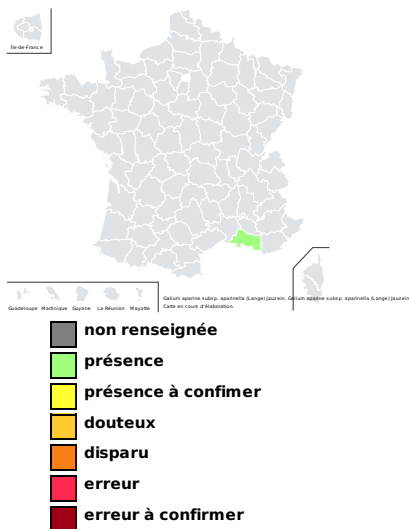 Île-de-France
Guadeloupe Martinique Guyane La Réunion Mayotte
Galium aparine subsp. aparinella (Lange) Jauzein, Galium aparine subsp. aparinella (Lange) Jauzein
Carte en cours d'élaboration.
non renseignée
présence
présence à confimer
douteux
disparu
erreur
erreur à confirmer